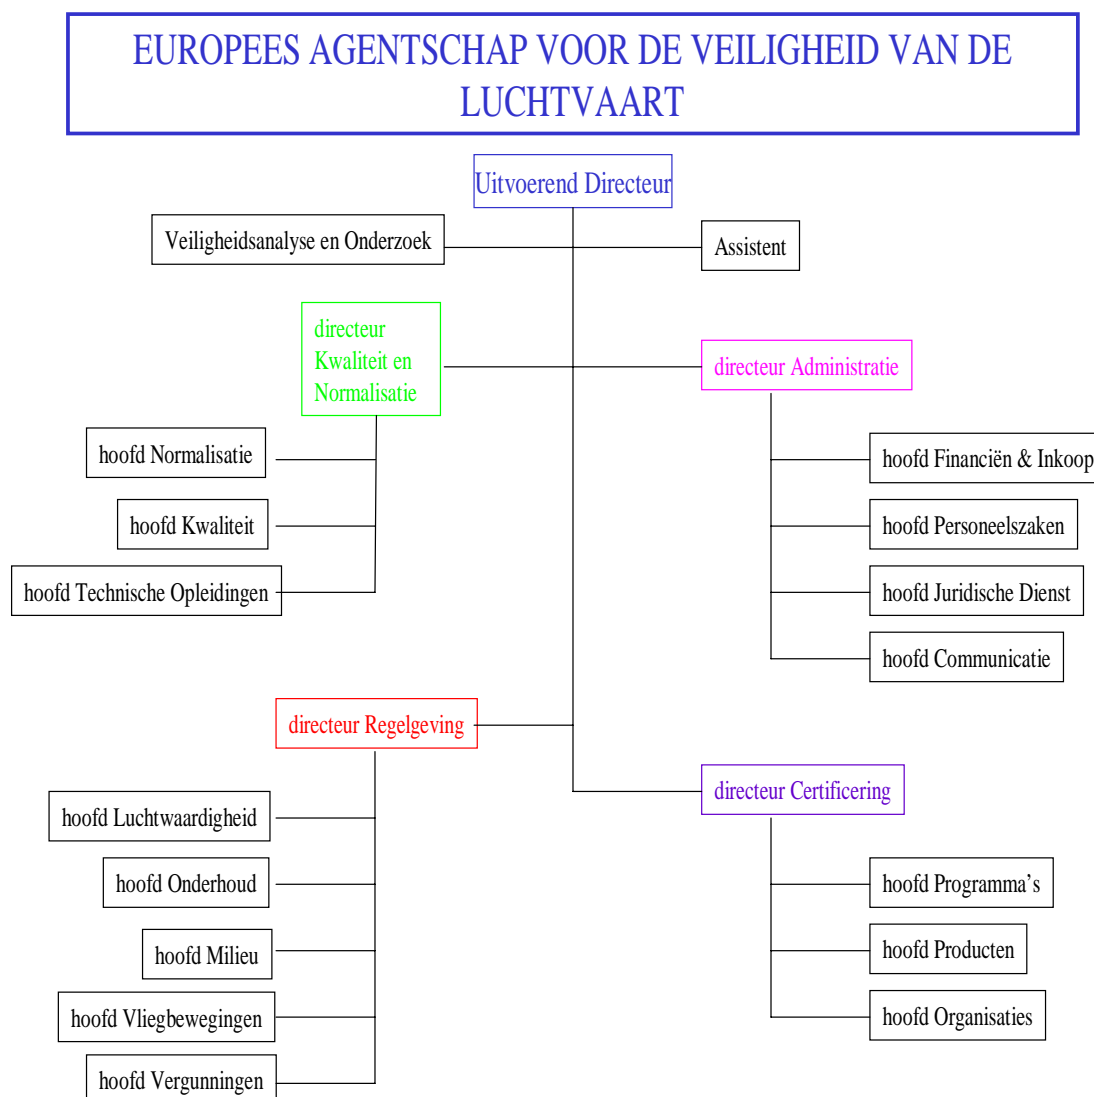 EUROPEES AGENTSCHAP VOOR DE VEILIGHEID VAN DE
LUCHTVAART
Uitvoerend Directeur
Veiligheidsanalyse en Onderzoek
Assistent
directeur
Kwaliteit en
Normalisatie
directeur Administratie
hoofd Normalisatie
hoofd Kwaliteit
hoofd Technische Opleidingen
hoofd Financiën & Inkoop
hoofd Personeelszaken
hoofd Juridische Dienst
hoofd Communicatie
directeur Regelgeving
directeur Certificering
hoofd Luchtwaardigheid
hoofd Onderhoud
hoofd Milieu
hoofd Vliegbewegingen
hoofd Vergunningen
hoofd Programma’s
hoofd Producten
hoofd Organisaties